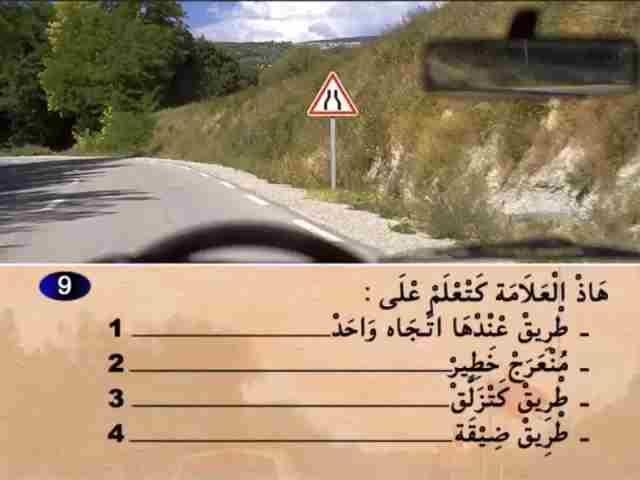 9
هَاذْ الْعَلَامَة كَتْعْلَمْ عْلَى :
ـ طْرِيقْ عْنْدْهَا اتِّجَاه وَاحَدْ 1
ـ مُنْعَرَجْ خَطِيرْ 2
ـ طْرِيقْ كَتْزَلَّقْ 3
ـ طْرِيقْ ضِيْقَة 4